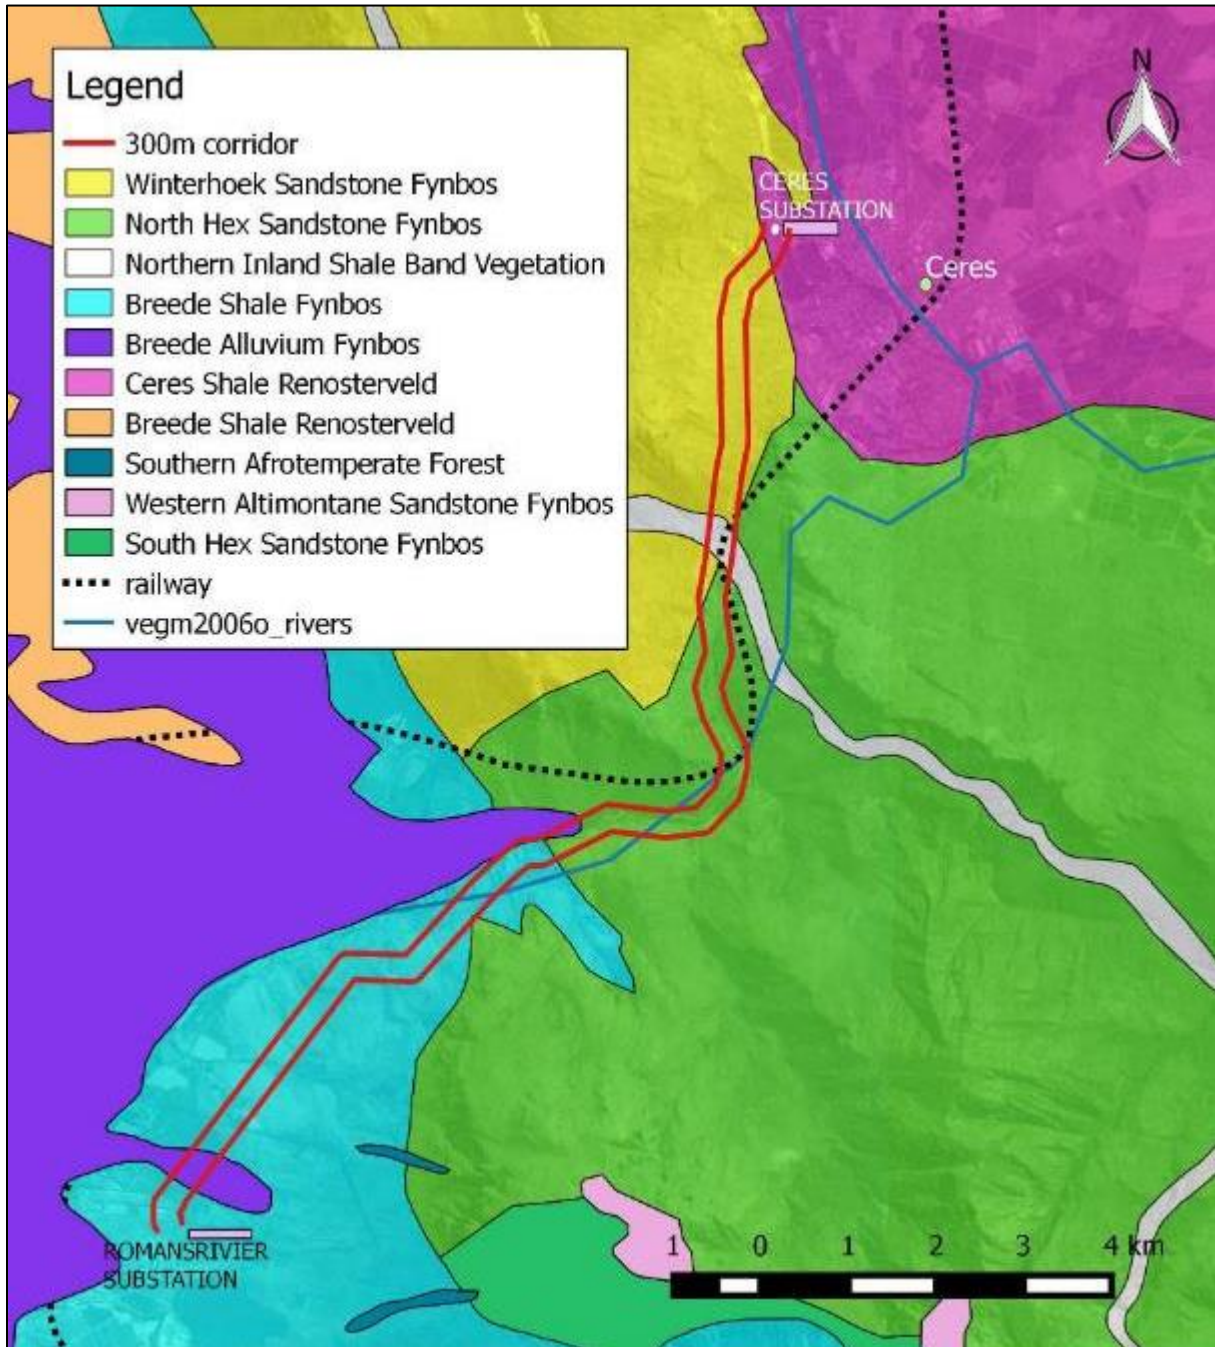 Legend
300m corridor
Winterhoek Sandstone Fynbos
North Hex Sandstone Fynbos
Northern Inland Shale Band Vegetation
Breede Shale Fynbos
Breede Alluvium Fynbos
Ceres Shale Renosterveld
Breede Shale Renosterveld
Southern Afrotemperate Forest
Western Altimontane Sandstone Fynbos
South Hex Sandstone Fynbos
railway
vegm2006o_rivers
N
CERES
SUBSTATION
Ceres
ROMANSRIVIER
SUBSTATION
1 0 1 2 3 4 km